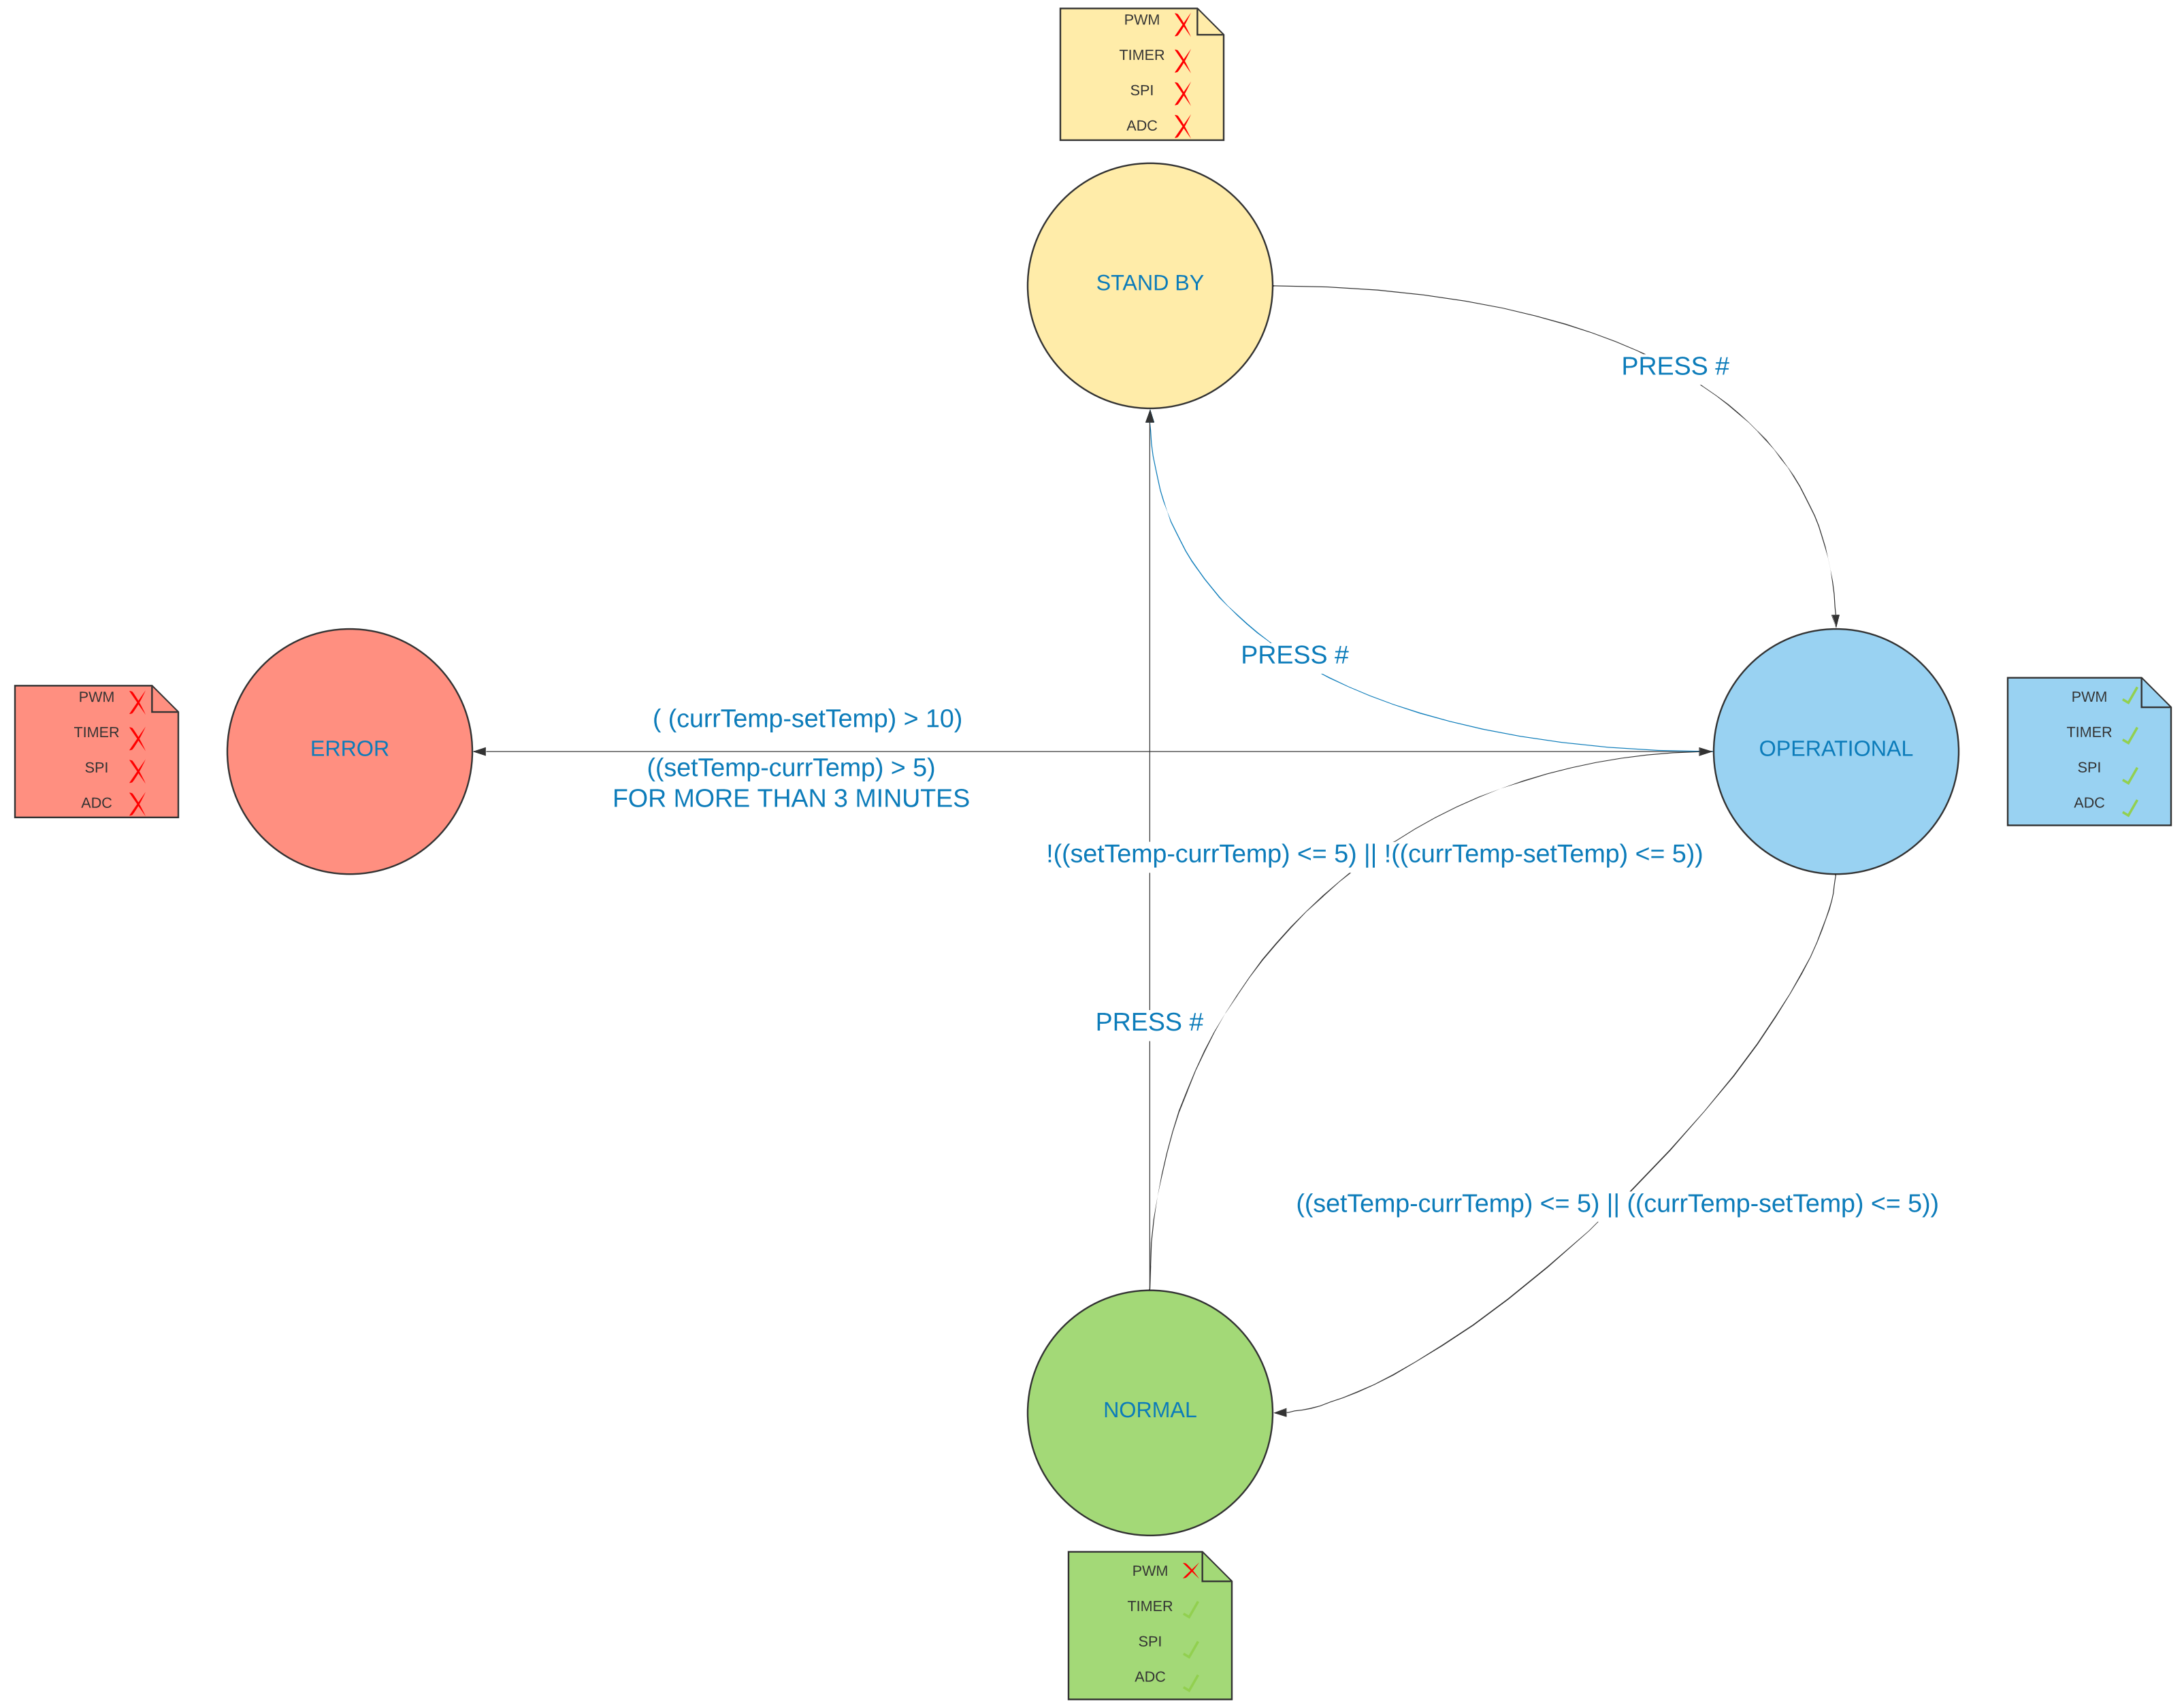 PWM
TIMER
SPI
ADC
STAND BY
PRESS #
PRESS #
PWM
TIMER
SPI
ADC
ERROR
( (currTemp-setTemp) > 10)
((setTemp-currTemp) > 5)
FOR MORE THAN 3 MINUTES
OPERATIONAL
PWM
TIMER
SPI
ADC
!((setTemp-currTemp) <= 5) || !((currTemp-setTemp) <= 5))
PRESS #
((setTemp-currTemp) <= 5) || ((currTemp-setTemp) <= 5))
NORMAL
PWM
TIMER
SPI
ADC